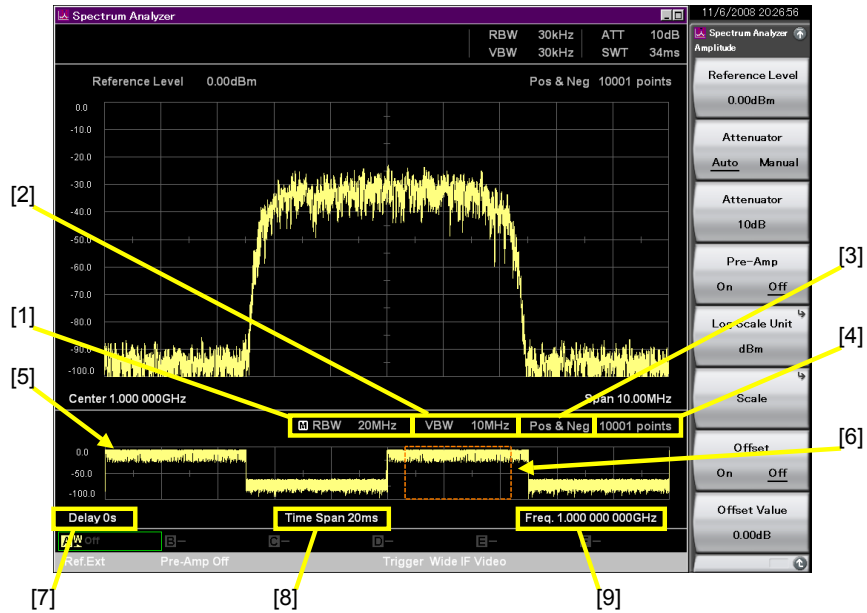 Spectrum Analyzer
11/6/2008 20:26:56
RBW 30kHz ATT 10dB
VBW 30kHz SWT 34ms
Reference Level 0.00dBm
Pos & Neg 10001 points
0.0
-10.0
-20.0
-30.0
-40.0
-50.0
-60.0
-70.0
-80.0
-90.0
-100.0
Center 1.000 000GHz
Span 10.00MHz
M RBW 20MHz VBW 10MHz Pos & Neg 10001 points
0.0
-50.0
-100.0
Delay 0s
Time Span 20ms
Freq. 1.000 000 000GHz
Off
B
C
D
E
Ref.Ext Pre-Amp Off Trigger Wide IF Video
Spectrum Analyzer
Amplitude
Reference Level
0.00dBm
Attenuator
Auto Manual
Attenuator
10dB
Pre-Amp
On Off
Log Scale Unit
dBm
Scale
Offset
On Off
Offset Value
0.00dB
[2]
[1]
[5]
[3]
[4]
[6]
[7]
[8]
[9]